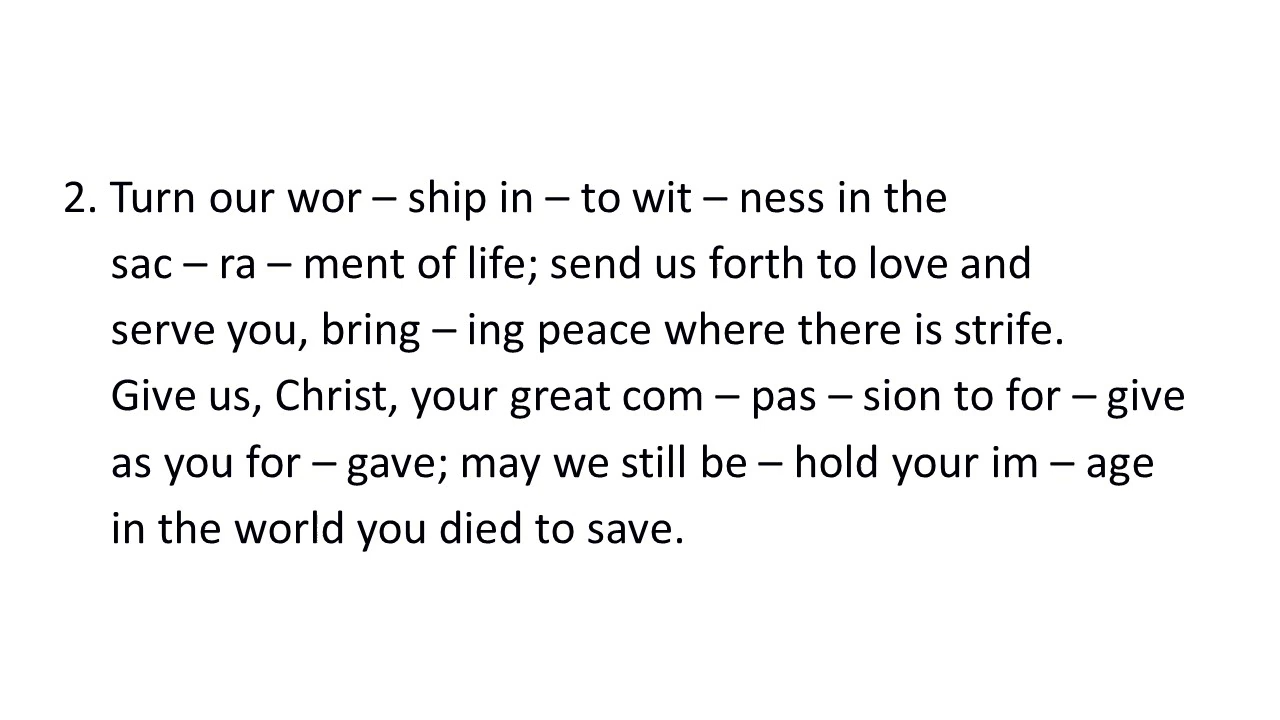 2. Turn our wor – ship in – to wit – ness in the
sac – ra – ment of life; send us forth to love and
serve you, bring – ing peace where there is strife.
Give us, Christ, your great com – pas – sion to for – give
as you for – gave; may we still be – hold your im – age
in the world you died to save.